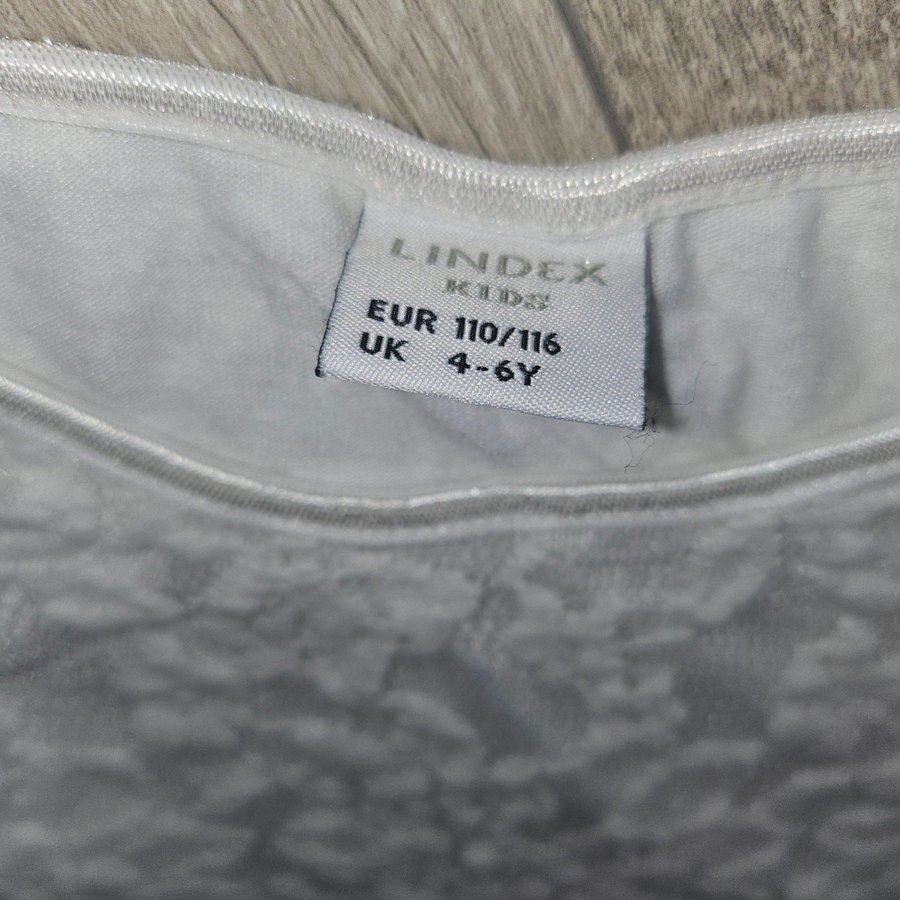 LINDEX
KIDS
EUR 110/116
UK 4-6Y